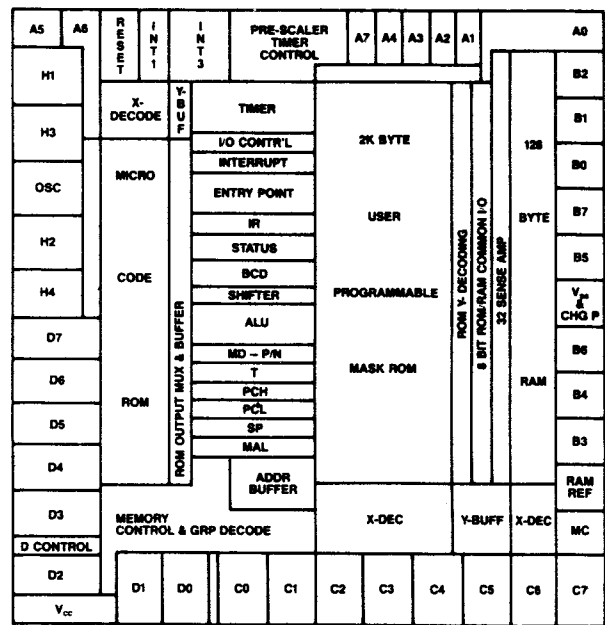 A5
A6
RESET
INT1
INT3
PRE-SCALER
TIMER
CONTROL
A7
A4
A3
A2
A1
A0
H1
H3
OSC
H2
H4
D7
D6
D5
D4
D3
D CONTROL
D2
Vcc
X-
DECODE
Y-BUF
MICRO
CODE
ROM
ROM OUTPUT MUX & BUFFER
TIMER
I/O CONTR'L
INTERRUPT
ENTRY POINT
IR
STATUS
BCD
SHIFTER
ALU
MD - P/N
T
PCH
PCL
SP
MAL
ADDR
BUFFER
MEMORY
CONTROL & GRP DECODE
2K BYTE
USER
PROGRAMMABLE
MASK ROM
ROM Y- DECODING
8 BIT ROM/RAM COMMON I/O
32 SENSE AMP
128
BYTE
RAM
X-DEC
Y-BUFF
X-DEC
B2
B1
B0
B7
B5
&
CHG P
B6
B4
B3
RAM
REF
MC
D1
D0
C0
C1
C2
C3
C4
C5
C6
C7